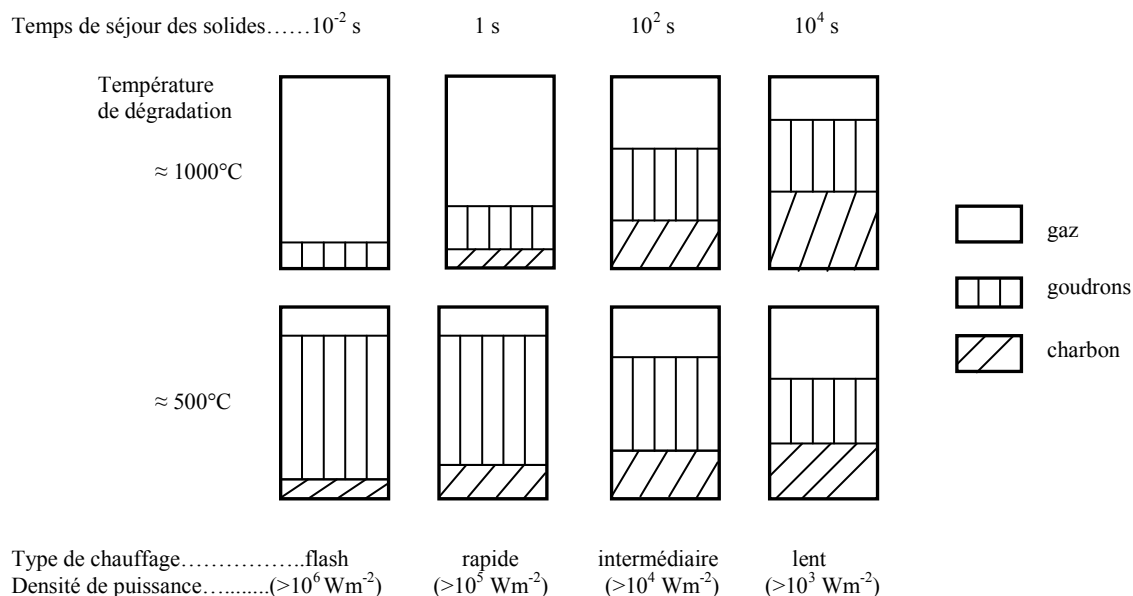 Temps de séjour des solides……10⁻² s 1 s 10² s 10⁴ s
Température
de dégradation
≈ 1000°C
gaz
goudrons
charbon
≈ 500°C
Type de chauffage……………..flash rapide intermédiaire lent
Densité de puissance…........(>10⁶ Wm⁻²) (>10⁵ Wm⁻²) (>10⁴ Wm⁻²) (>10³ Wm⁻²)